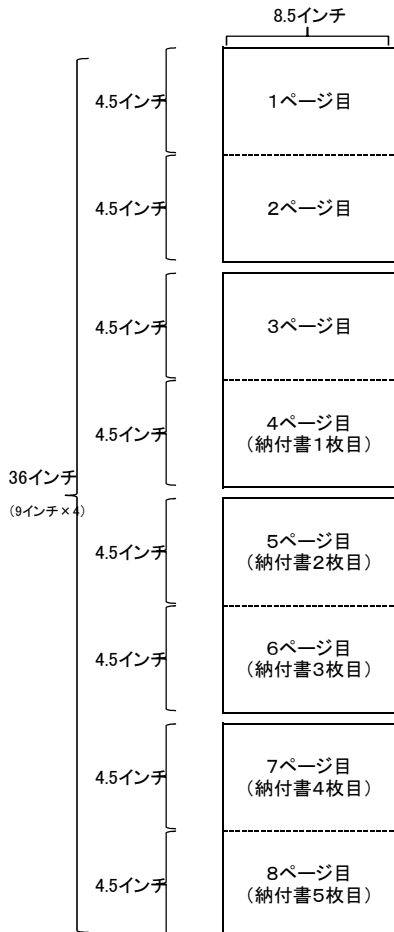 8.5インチ
4.5インチ
1ページ目
4.5インチ
2ページ目
4.5インチ
3ページ目
4.5インチ
4ページ目
（納付書1枚目）
36インチ
（9インチ×4）
4.5インチ
5ページ目
（納付書2枚目）
4.5インチ
6ページ目
（納付書3枚目）
4.5インチ
7ページ目
（納付書4枚目）
4.5インチ
8ページ目
（納付書5枚目）